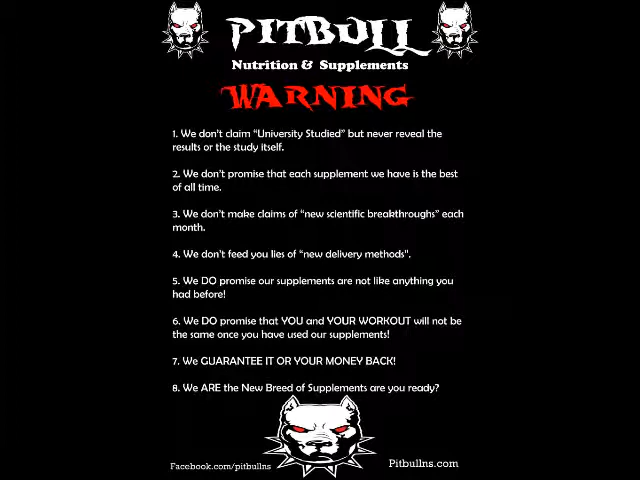 PITBULL
Nutrition & Supplements
WARNING
1. We don't claim "University Studied" but never reveal the
results or the study itself.
2. We don't promise that each supplement we have is the best
of all time.
3. We don't make claims of "new scientific breakthroughs" each
month.
4. We don't feed you lies of "new delivery methods".
5. We DO promise our supplements are not like anything you
had before!
6. We DO promise that YOU and YOUR WORKOUT will not be
the same once you have used our supplements!
7. We GUARANTEE IT OR YOUR MONEY BACK!
8. We ARE the New Breed of Supplements are you ready?
Facebook.com/pitbullns
Pitbullns.com